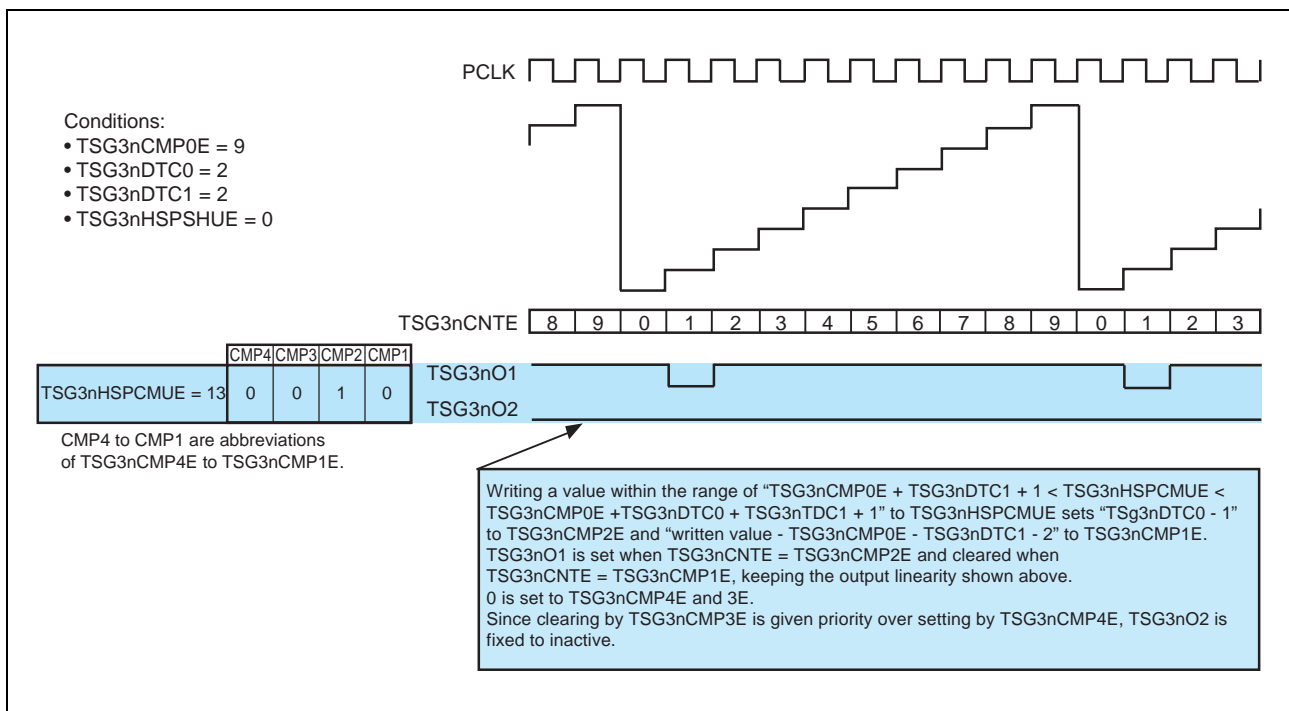 PCLK
Conditions:
• TSG3nCMP0E = 9
• TSG3nDTC0 = 2
• TSG3nDTC1 = 2
• TSG3nHSPSHUE = 0
TSG3nCNTE 8 9 0 1 2 3 4 5 6 7 8 9 0 1 2 3
CMP4 CMP3 CMP2 CMP1
TSG3nHSPCMUE = 13 0 0 1 0
TSG3nO1
TSG3nO2
CMP4 to CMP1 are abbreviations
of TSG3nCMP4E to TSG3nCMP1E.
Writing a value within the range of “TSG3nCMP0E + TSG3nDTC1 + 1 < TSG3nHSPCMUE <
TSG3nCMP0E +TSG3nDTC0 + TSG3nTDC1 + 1” to TSG3nHSPCMUE sets “TSg3nDTC0 - 1”
to TSG3nCMP2E and “written value - TSG3nCMP0E - TSG3nDTC1 - 2” to TSG3nCMP1E.
TSG3nO1 is set when TSG3nCNTE = TSG3nCMP2E and cleared when
TSG3nCNTE = TSG3nCMP1E, keeping the output linearity shown above.
0 is set to TSG3nCMP4E and 3E.
Since clearing by TSG3nCMP3E is given priority over setting by TSG3nCMP4E, TSG3nO2 is
fixed to inactive.